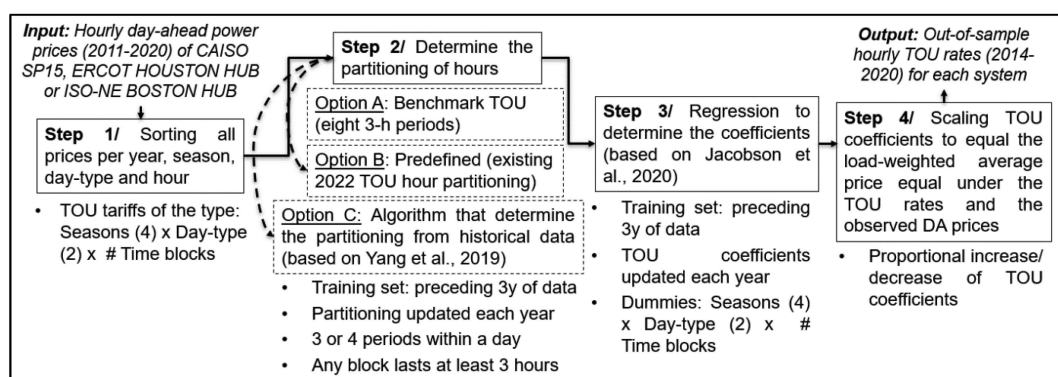 Input: Hourly day-ahead power
prices (2011-2020) of CAISO
SP15, ERCOT HOUSTON HUB
or ISO-NE BOSTON HUB
Step 1/ Sorting all
prices per year, season,
day-type and hour
• TOU tariffs of the type:
Seasons (4) x Day-type
(2) x # Time blocks
Step 2/ Determine the
partitioning of hours
Option A: Benchmark TOU
(eight 3-h periods)
Option B: Predefined (existing
2022 TOU hour partitioning)
Option C: Algorithm that determine
the partitioning from historical data
(based on Yang et al., 2019)
• Training set: preceding 3y of data
• Partitioning updated each year
• 3 or 4 periods within a day
• Any block lasts at least 3 hours
Step 3/ Regression to
determine the coefficients
(based on Jacobson et
al., 2020)
• Training set: preceding
3y of data
• TOU coefficients
updated each year
• Dummies: Seasons (4)
x Day-type (2) x #
Time blocks
Output: Out-of-sample
hourly TOU rates (2014-
2020) for each system
Step 4/ Scaling TOU
coefficients to equal the
load-weighted average
price equal under the
TOU rates and the
observed DA prices
• Proportional increase/
decrease of TOU
coefficients